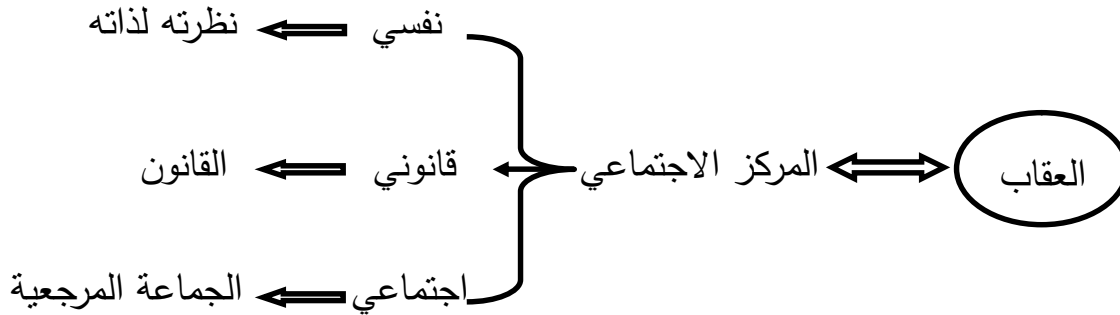 نفسي نظرته لذاته
العقاب المركز الاجتماعي قانوني القانون
اجتماعي الجماعة المرجعية